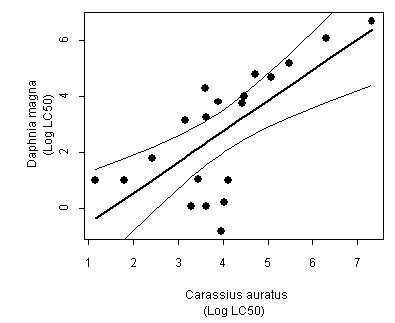 Daphnia magna
(Log LC50)
6
4
2
0
1 2 3 4 5 6 7
Carassius auratus
(Log LC50)